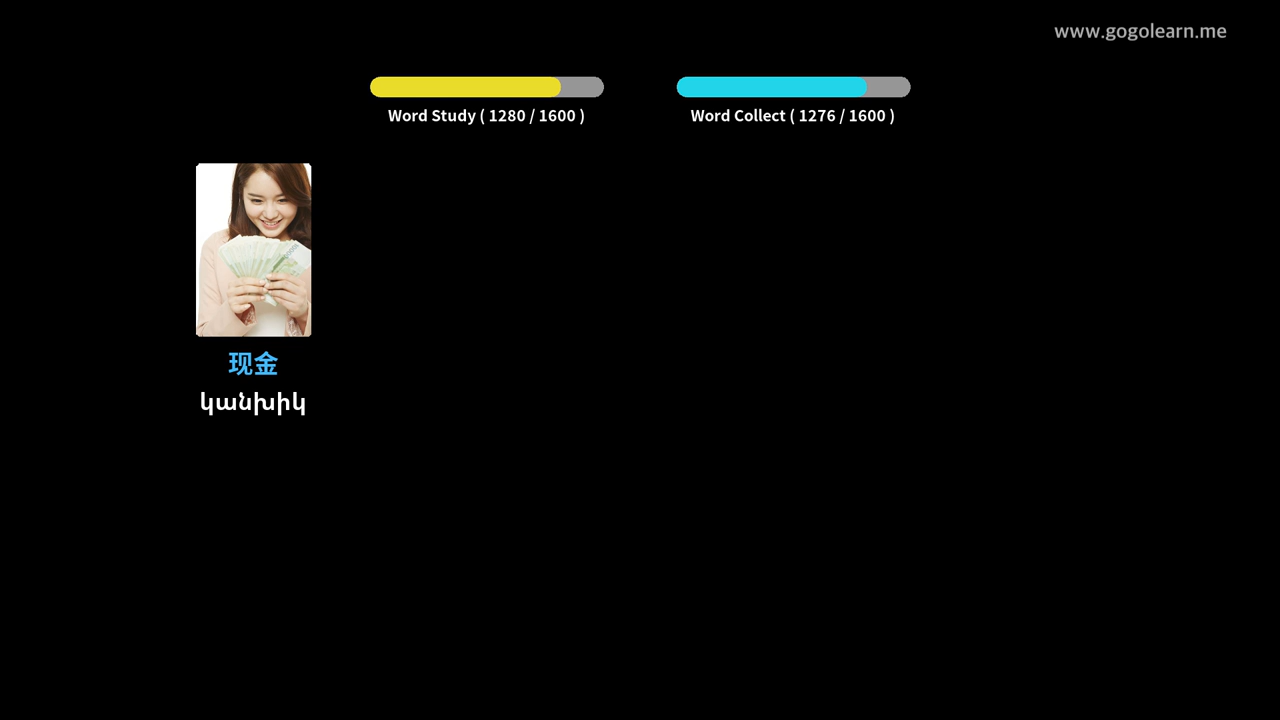 www.gogolearn.me
Word Study ( 1280 / 1600 )
Word Collect ( 1276 / 1600 )
现金
կանխիկ